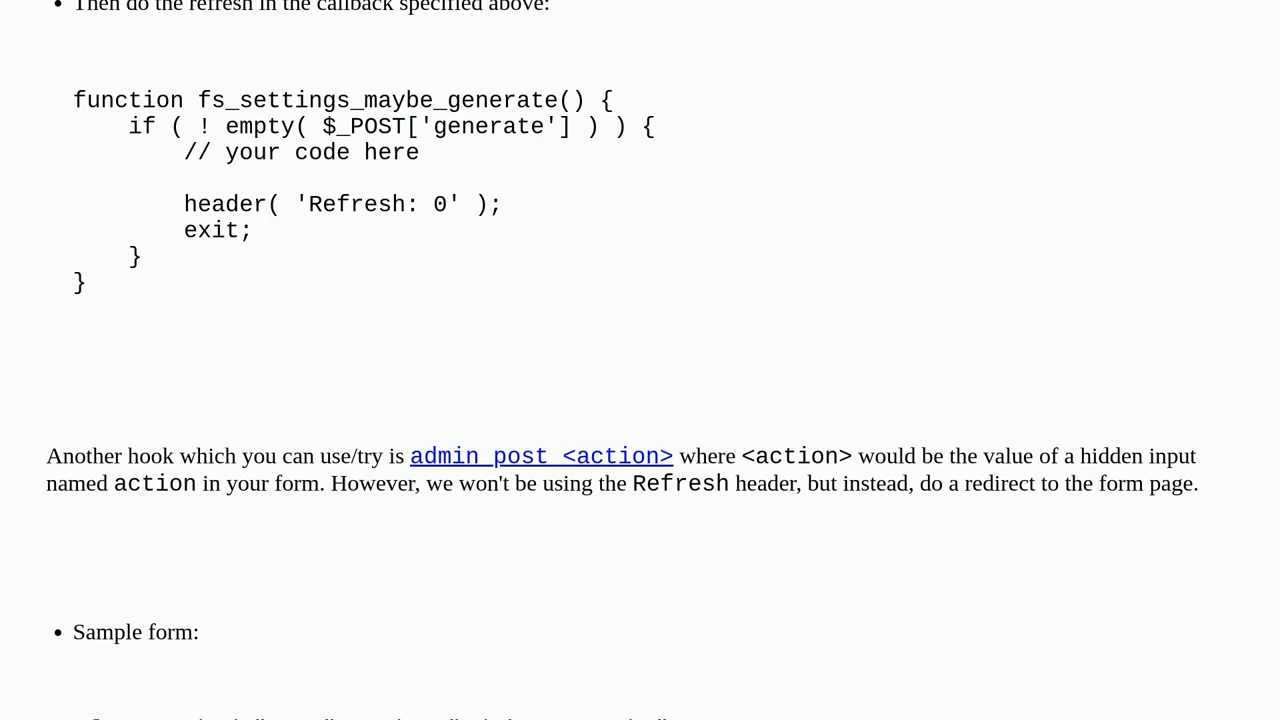 • Then do the refresh in the callback specified above:
function fs_settings_maybe_generate() {
    if ( ! empty( $_POST['generate'] ) ) {
        // your code here
        header( 'Refresh: 0' );
        exit;
    }
}
Another hook which you can use/try is admin_post_<action> where <action> would be the value of a hidden input
named action in your form. However, we won't be using the Refresh header, but instead, do a redirect to the form page.
• Sample form: